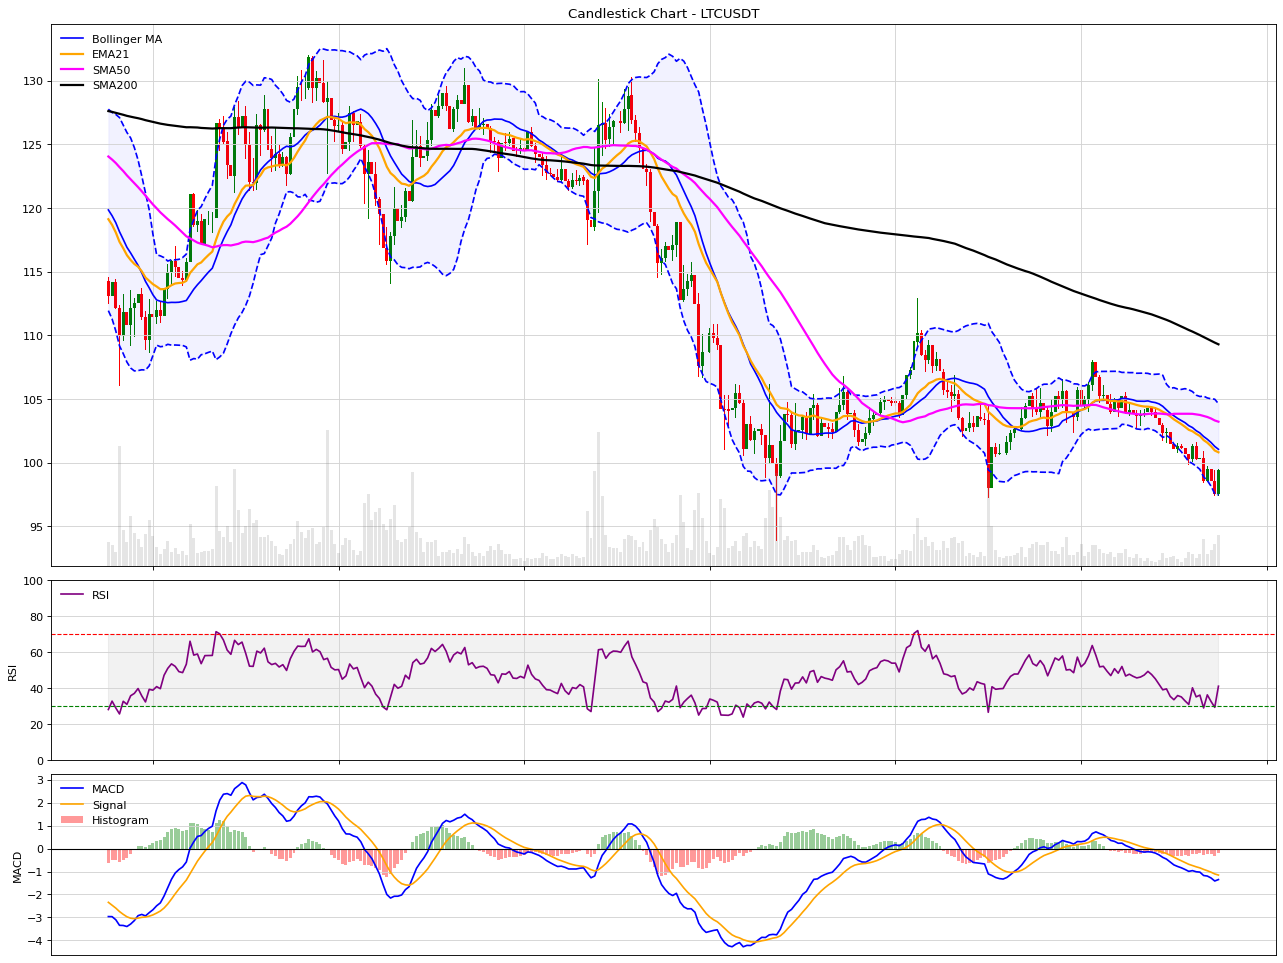 Candlestick Chart - LTCUSDT
Bollinger MA
EMA21
SMA50
SMA200
130
125
120
115
110
105
100
95
RSI
100
80
60
40
20
0
RSI
MACD
Signal
Histogram
3
2
1
0
−1
−2
−3
−4
MACD